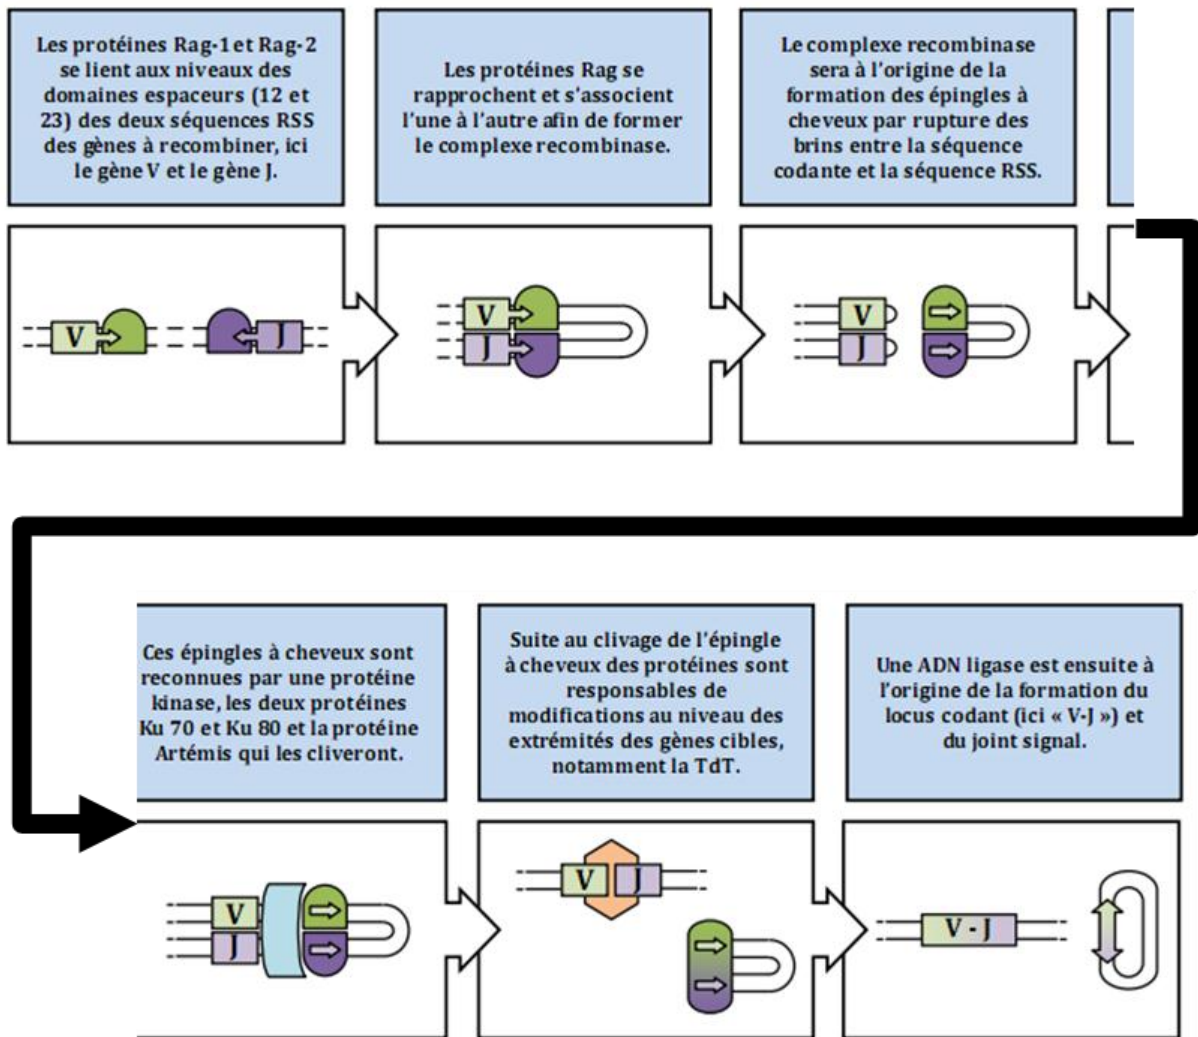 Les protéines Rag-1 et Rag-2
se lient aux niveaux des
domaines espaceurs (12 et
23) des deux séquences RSS
des gènes à recombiner, ici
le gène V et le gène J.
Les protéines Rag se
rapprochent et s'associent
l'une à l'autre afin de former
le complexe recombinase.
Le complexe recombinase
sera à l'origine de la
formation des épingles à
cheveux par rupture des
brins entre la séquence
codante et la séquence RSS.
V
J
V
J
V
J
Ces épingles à cheveux sont
reconnues par une protéine
kinase, les deux protéines
Ku 70 et Ku 80 et la protéine
Artémis qui les cliveront.
Suite au clivage de l'épingle
à cheveux des protéines sont
responsables de
modifications au niveau des
extrémités des gènes cibles,
notamment la TdT.
Une ADN ligase est ensuite à
l'origine de la formation du
locus codant (ici « V-J ») et
du joint signal.
V
J
V J
V - J